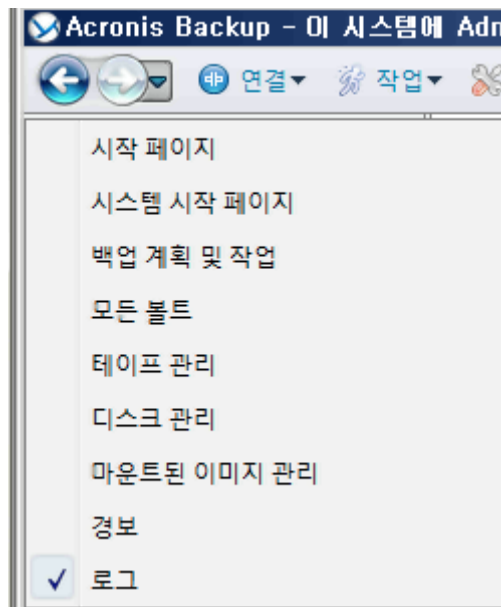 Acronis Backup - 이 시스템에 Adm
연결 작업
시작 페이지
시스템 시작 페이지
백업 계획 및 작업
모든 볼트
테이프 관리
디스크 관리
마운트된 이미지 관리
경보
로그